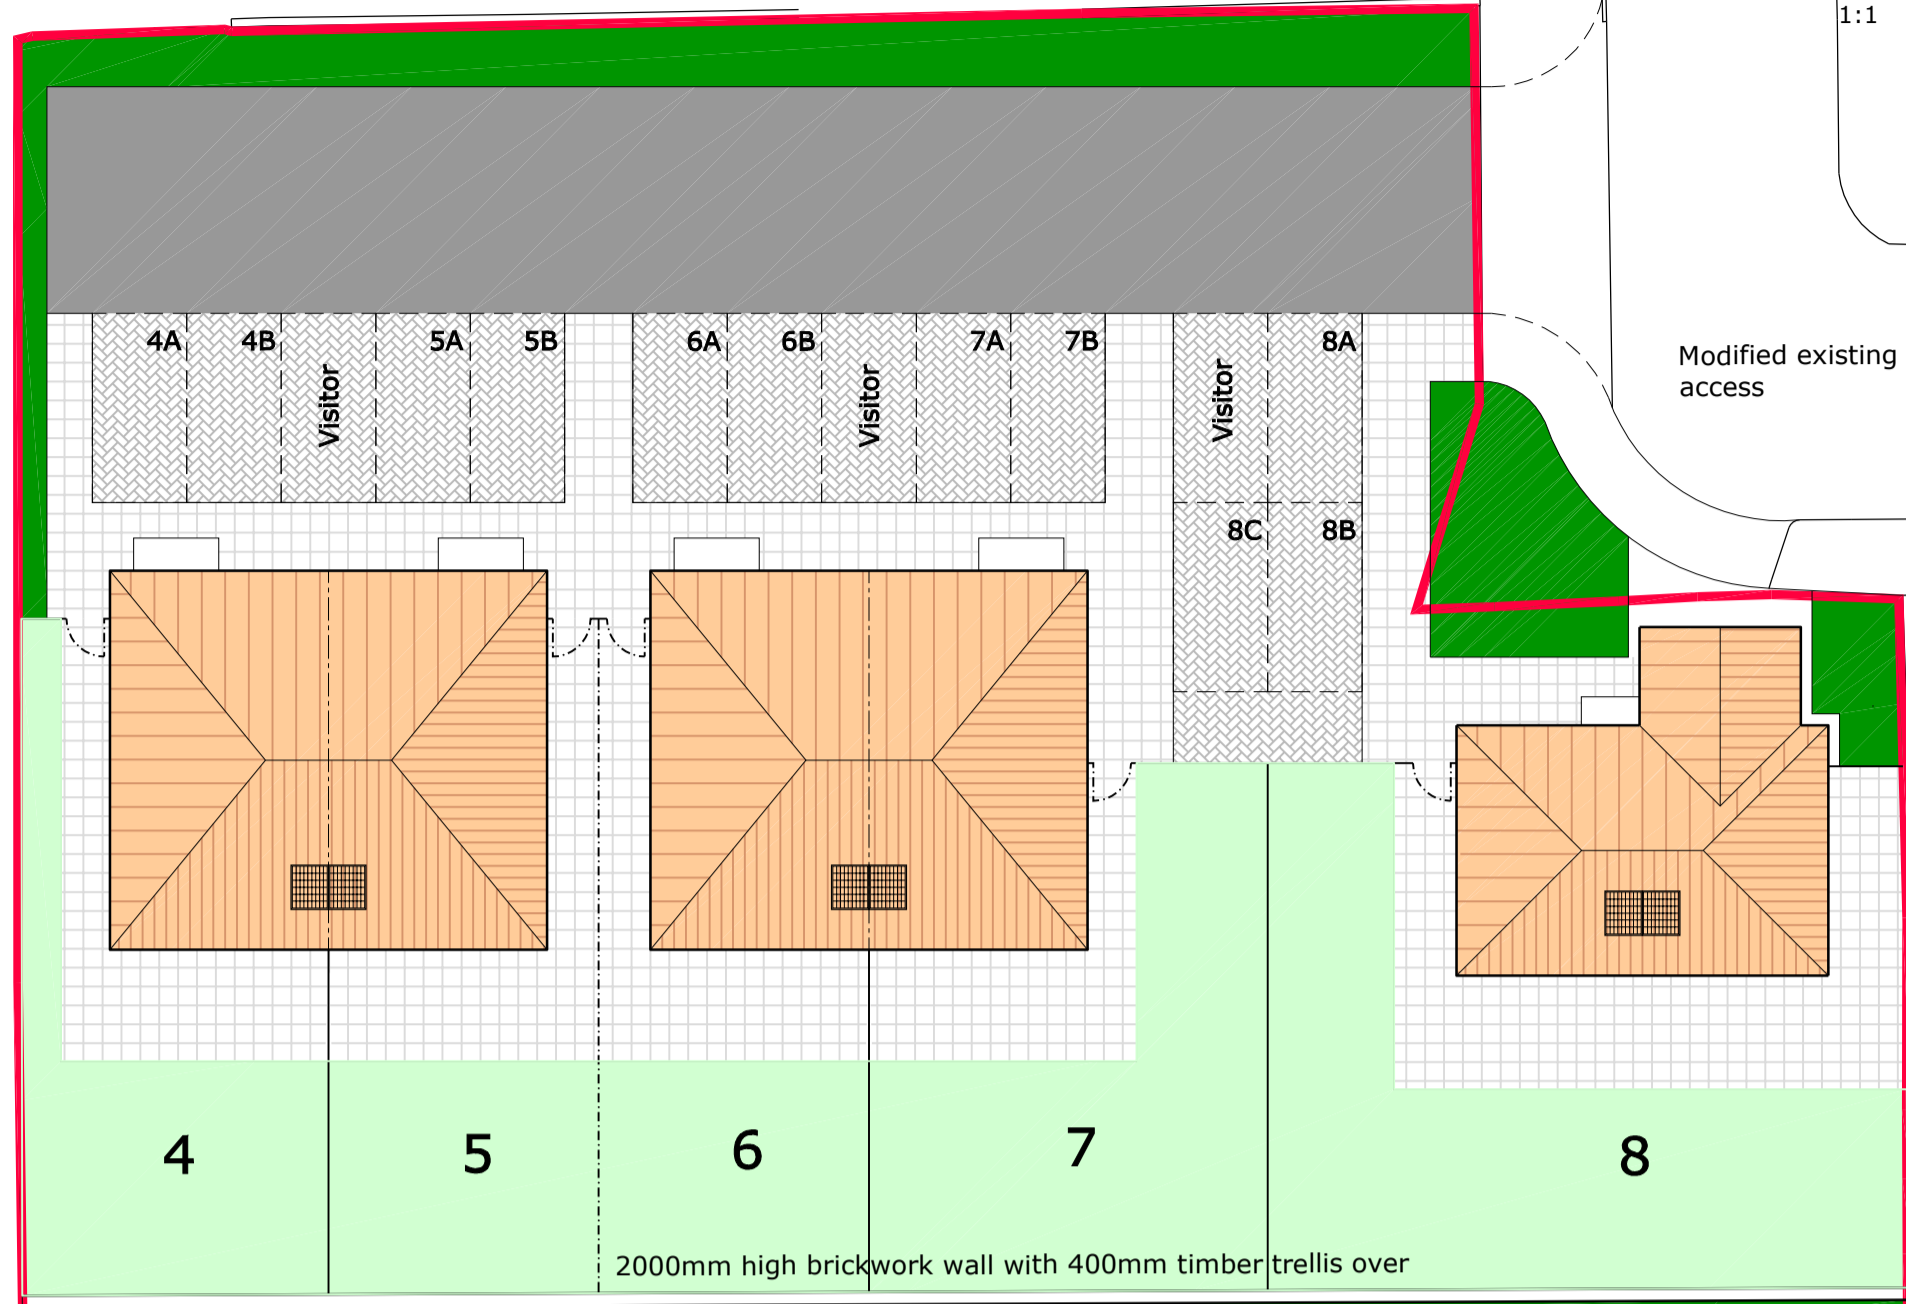 1:1
4A
4B
Visitor
5A
5B
6A
6B
Visitor
7A
7B
Visitor
8A
8C
8B
Modified existing
access
4
5
6
7
8
2000mm high brickwork wall with 400mm timber trellis over